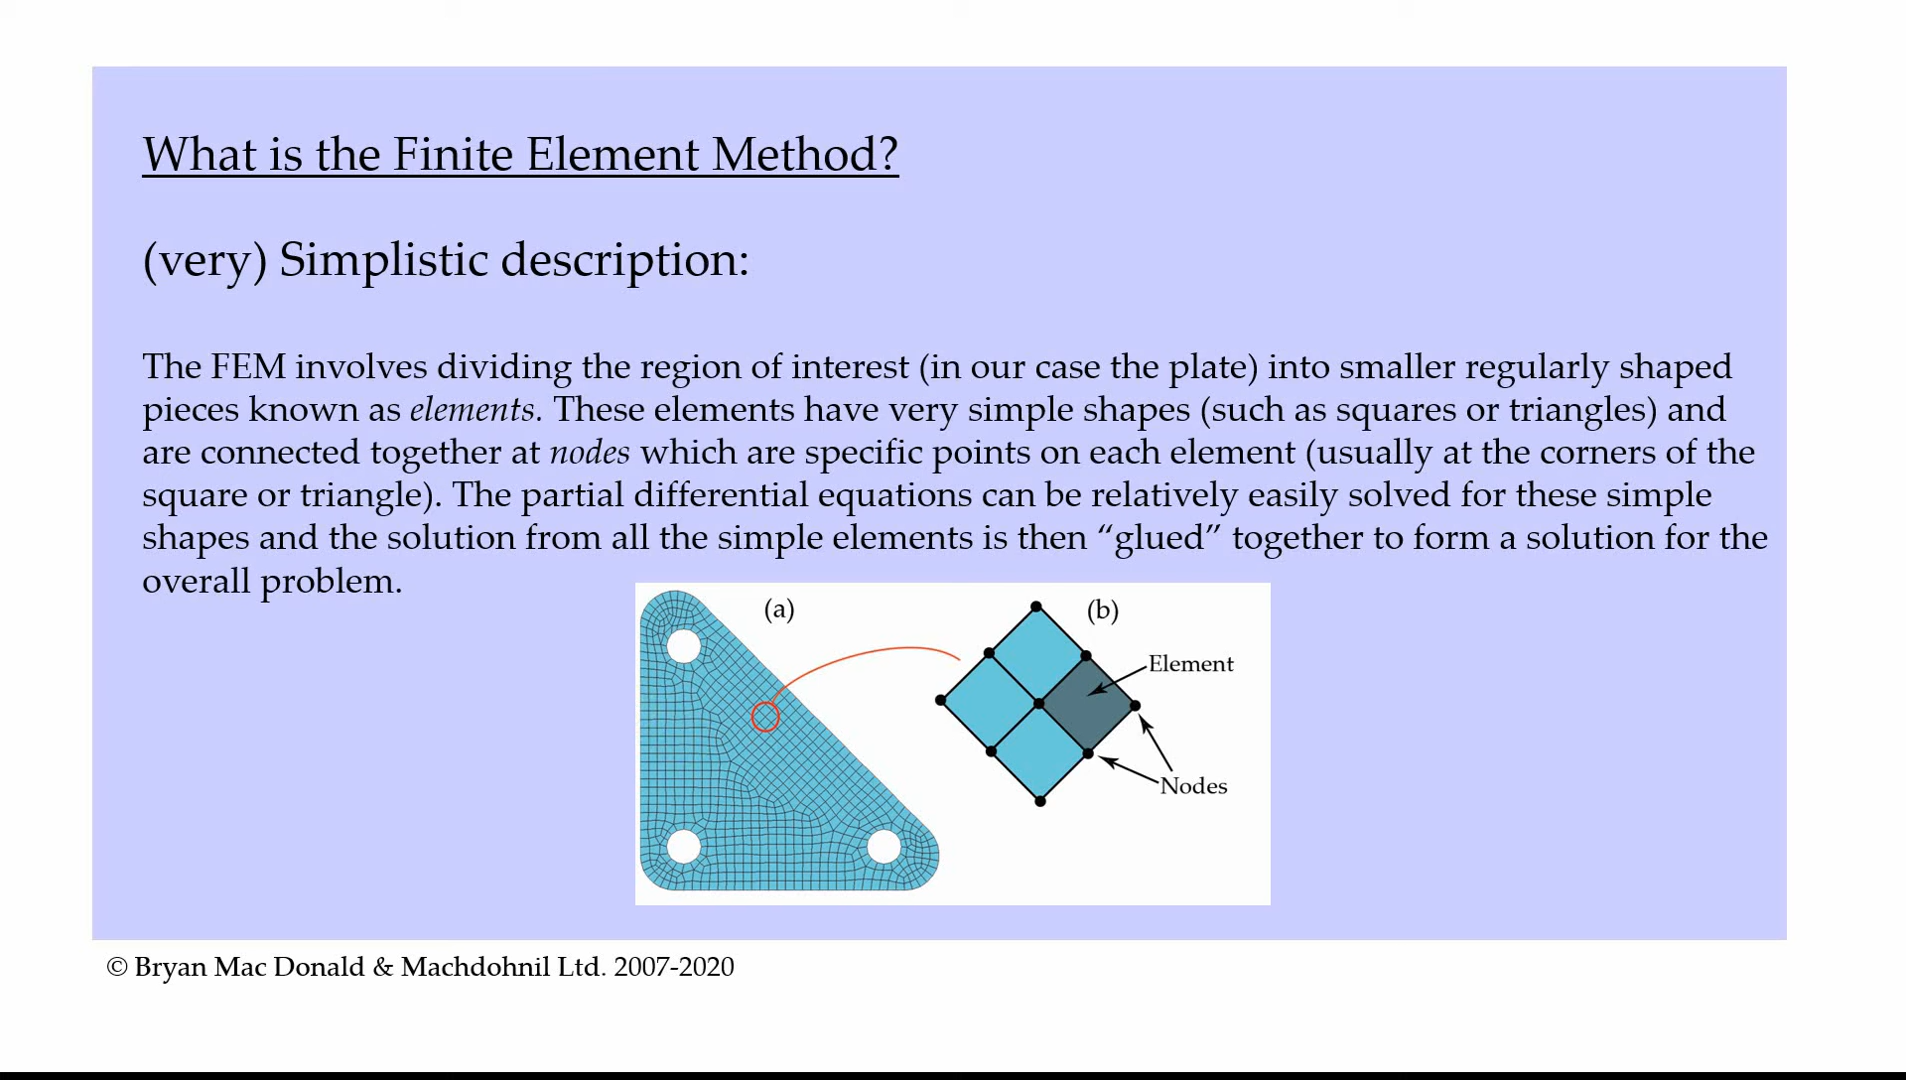 What is the Finite Element Method?
(very) Simplistic description:
The FEM involves dividing the region of interest (in our case the plate) into smaller regularly shaped
pieces known as elements. These elements have very simple shapes (such as squares or triangles) and
are connected together at nodes which are specific points on each element (usually at the corners of the
square or triangle). The partial differential equations can be relatively easily solved for these simple
shapes and the solution from all the simple elements is then “glued” together to form a solution for the
overall problem.
(a)
(b)
Element
Nodes
© Bryan Mac Donald & Machdohnil Ltd. 2007-2020